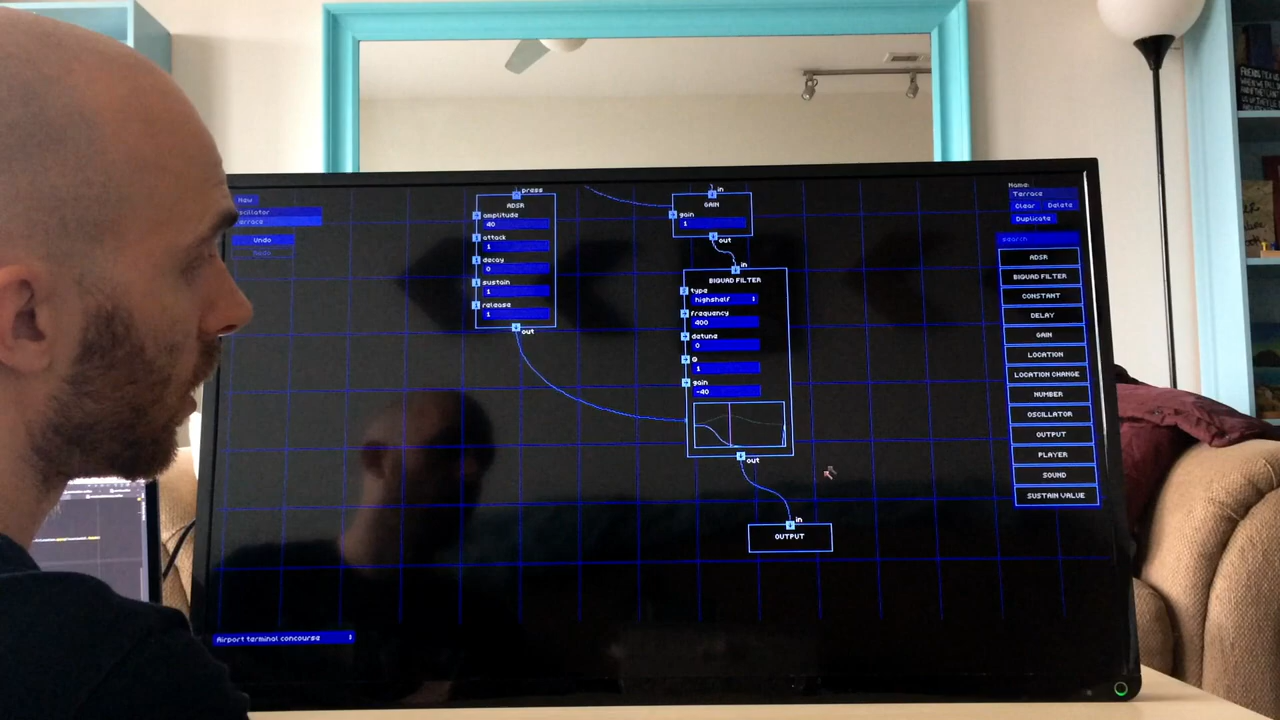 New
scillator
errace
Undo
Redo
press
ADSR
amplitude
40
attack
1
decay
0
sustain
1
release
1
out
in
GAIN
gain
1
out
in
BIQUAD FILTER
type
highshelf
frequency
400
detune
0
Q
1
gain
-40
out
in
OUTPUT
Name:
Terrace
Clear Delete
Duplicate
search
ADSR
BIQUAD FILTER
CONSTANT
DELAY
GAIN
LOCATION
LOCATION CHANGE
NUMBER
OSCILLATOR
OUTPUT
PLAYER
SOUND
SUSTAIN VALUE
Airport terminal concourse